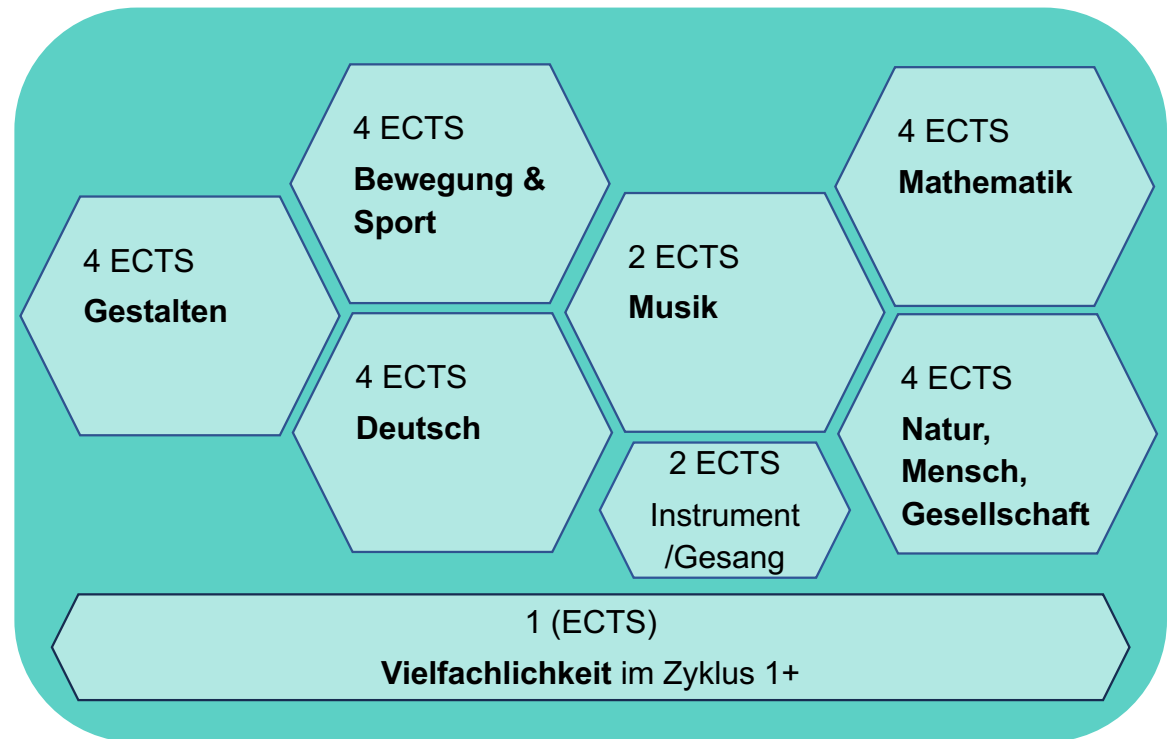 4 ECTS
Gestalten
4 ECTS
Bewegung &
Sport
4 ECTS
Deutsch
2 ECTS
Musik
2 ECTS
Instrument
/Gesang
4 ECTS
Mathematik
4 ECTS
Natur,
Mensch,
Gesellschaft
1 (ECTS)
Vielfachlichkeit im Zyklus 1+